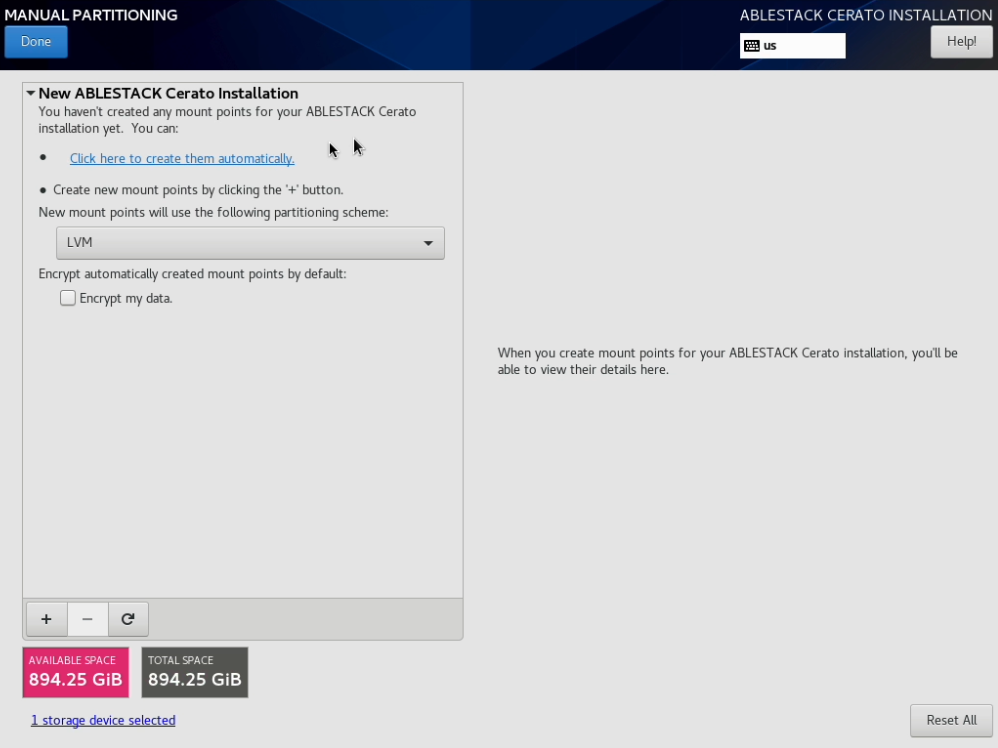 MANUAL PARTITIONING
ABLESTACK CERATO INSTALLATION
Done
us
Help!
New ABLESTACK Cerato Installation
You haven't created any mount points for your ABLESTACK Cerato
installation yet.  You can:
• Click here to create them automatically.
• Create new mount points by clicking the '+' button.
New mount points will use the following partitioning scheme:
LVM
Encrypt automatically created mount points by default:
Encrypt my data.
When you create mount points for your ABLESTACK Cerato installation, you'll be
able to view their details here.
+ −
AVAILABLE SPACE
894.25 GiB
TOTAL SPACE
894.25 GiB
1 storage device selected
Reset All